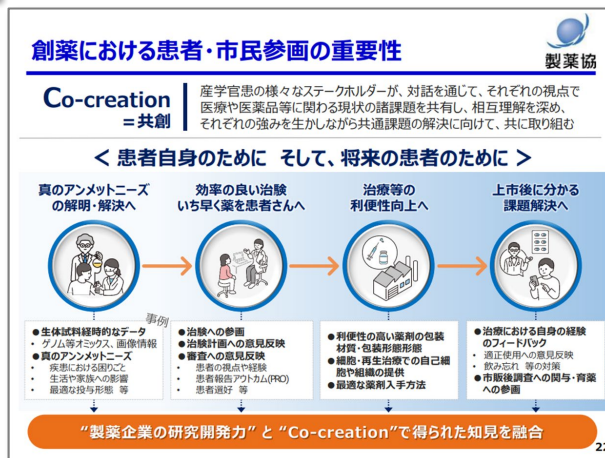 創薬における患者・市民参画の重要性
製薬協
Co-creation
=共創
産学官患の様々なステークホルダーが、対話を通じて、それぞれの視点で
医療や医薬品等に関わる現状の諸課題を共有し、相互理解を深め、
それぞれの強みを生かしながら共通課題の解決に向けて、共に取り組む
< 患者自身のために そして、将来の患者のために >
真のアンメットニーズ
の解明・解決へ
効率の良い治験
いち早く薬を患者さんへ
治療等の
利便性向上へ
上市後に分かる
課題解決へ
事例
●生体試料経時的なデータ
・ ゲノム等オミックス、画像情報
●真のアンメットニーズ
・ 疾患における困りごと
・ 生活や家族への影響
・ 最適な投与形態 等
●治験への参画
●治験計画への意見反映
●審査への意見反映
・ 患者の視点や経験
・ 患者報告アウトカム(PRO)
・ 患者選好 等
●利便性の高い薬剤の包装
材質・包装形態形態
●細胞・再生治療での自己細
胞や組織の提供
●最適な薬剤入手方法
●治療における自身の経験
のフィードバック
・ 適正使用への意見反映
・ 飲み忘れ 等の対策
●市販後調査への関与・育薬
への参画
“製薬企業の研究開発力” と “Co-creation”で得られた知見を融合
22